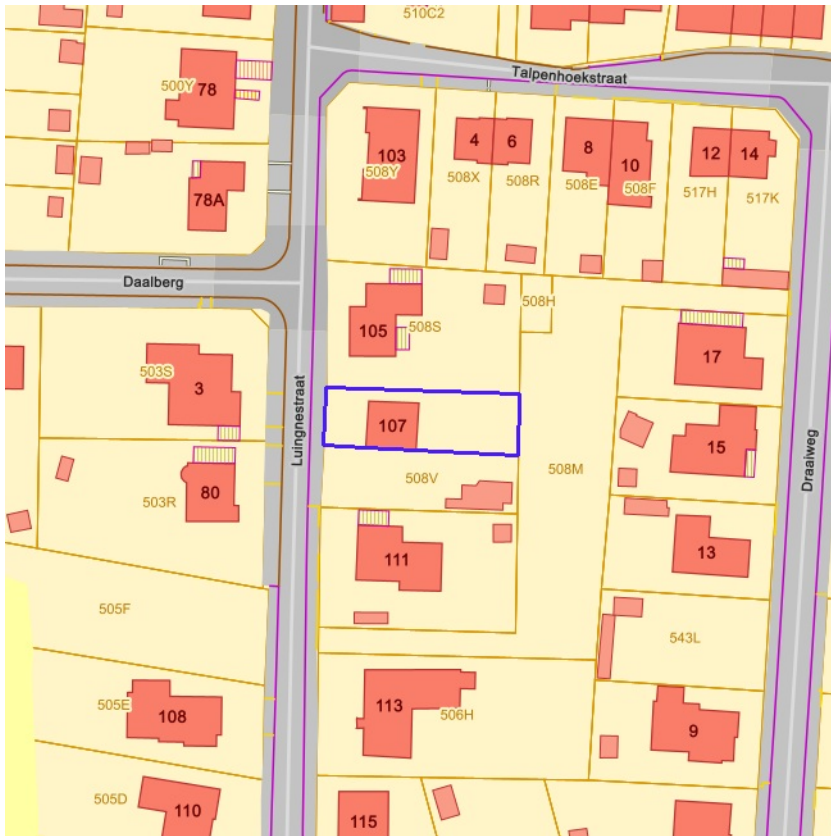 510C2
Talpenhoekstraat
500Y
78
78A
103
508Y
4
6
508X
508R
8
10
508E
508F
12
14
517H
517K
Daalberg
105
508S
508H
17
503S
3
Luingnestraat
107
508V
508M
15
Draaiweg
503R
80
111
13
505F
543L
505E
108
113
506H
9
505D
110
115